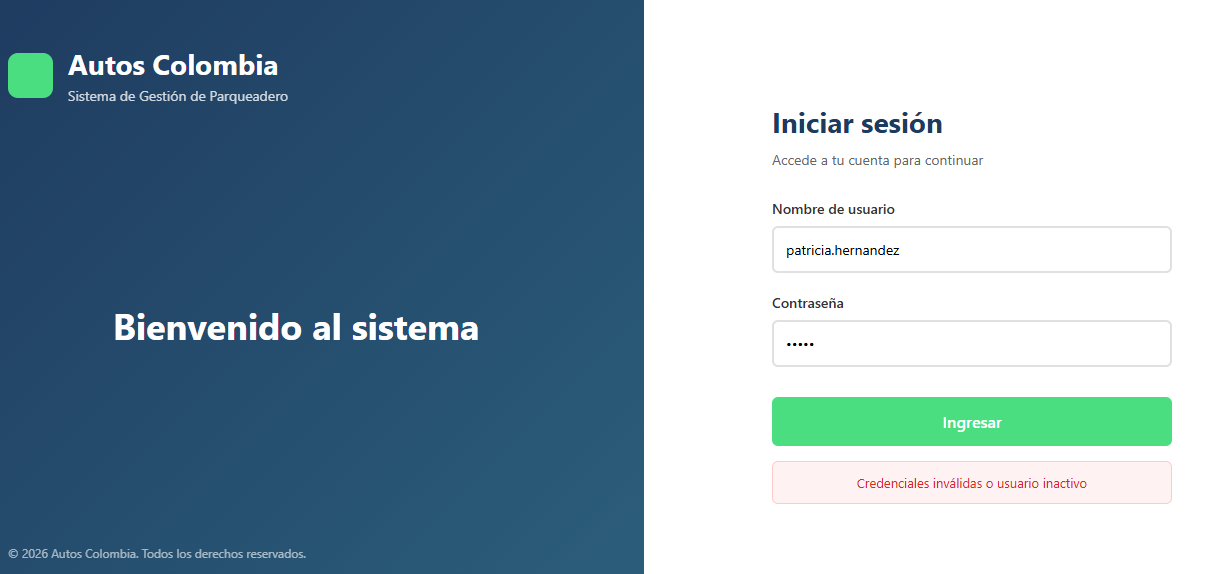 Autos Colombia
Sistema de Gestión de Parqueadero
Bienvenido al sistema
© 2026 Autos Colombia. Todos los derechos reservados.
Iniciar sesión
Accede a tu cuenta para continuar
Nombre de usuario
patricia.hernandez
Contraseña
•••••
Ingresar
Credenciales inválidas o usuario inactivo